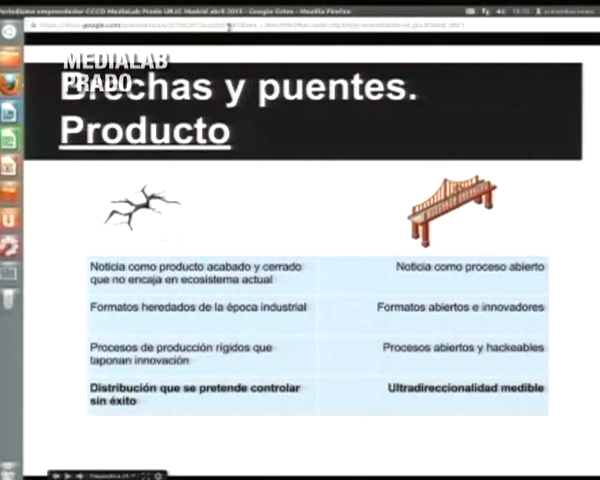 MEDIALAB
PRADO
Brechas y puentes.
Producto
Noticia como producto acabado y cerrado
que no encaja en ecosistema actual
Noticia como proceso abierto
Formatos heredados de la época industrial
Formatos abiertos e innovadores
Procesos de producción rígidos que
taponan innovación
Procesos abiertos y hackeables
Distribución que se pretende controlar
sin éxito
Ultradireccionalidad medible